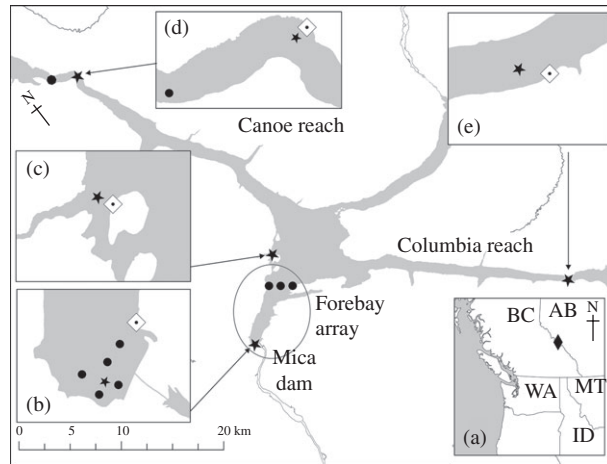 (d)
N
Canoe reach
(e)
(c)
Columbia reach
Forebay
array
BC
AB
N
Mica
dam
WA
MT
ID
(b)
(a)
0
5
10
20 km